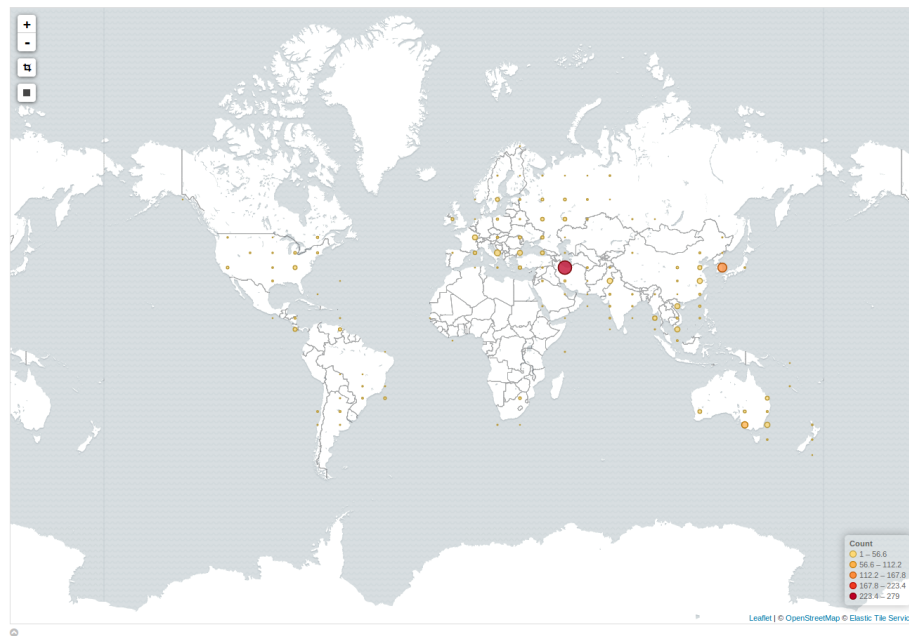 +
-
Count
1 – 56.6
56.6 – 112.2
112.2 – 167.8
167.8 – 223.4
223.4 – 279
Leaflet | © OpenStreetMap © Elastic Tile Servic